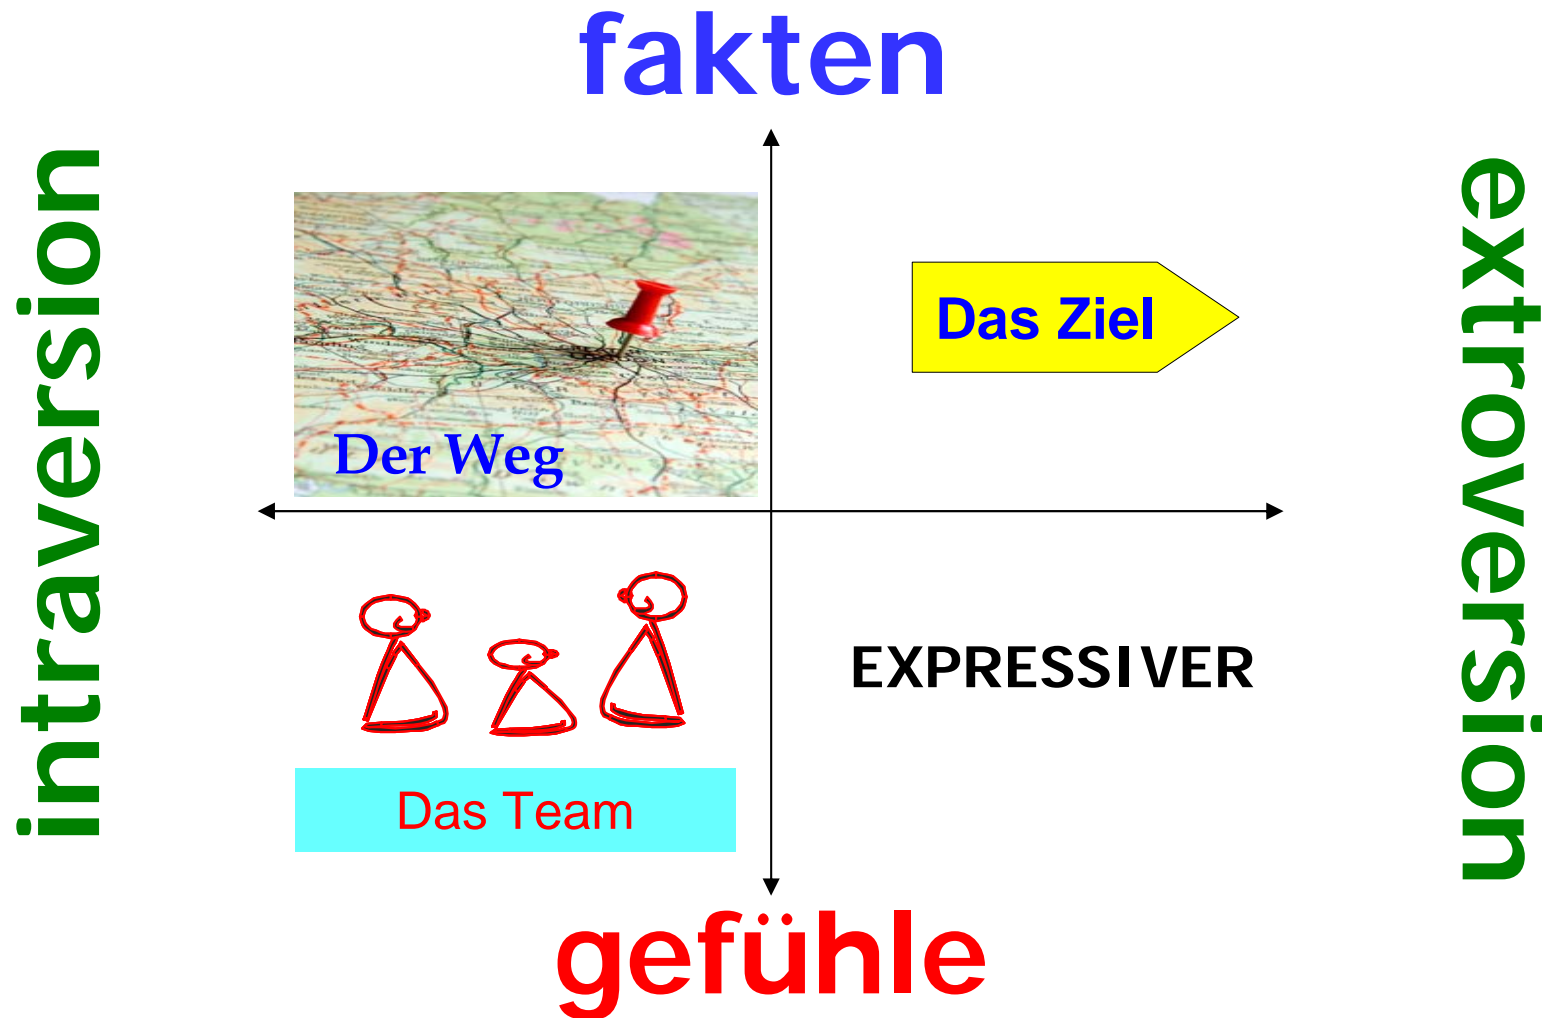 fakten
intraversion
extroversion
Das Ziel
Der Weg
EXPRESSIVER
Das Team
gefühle